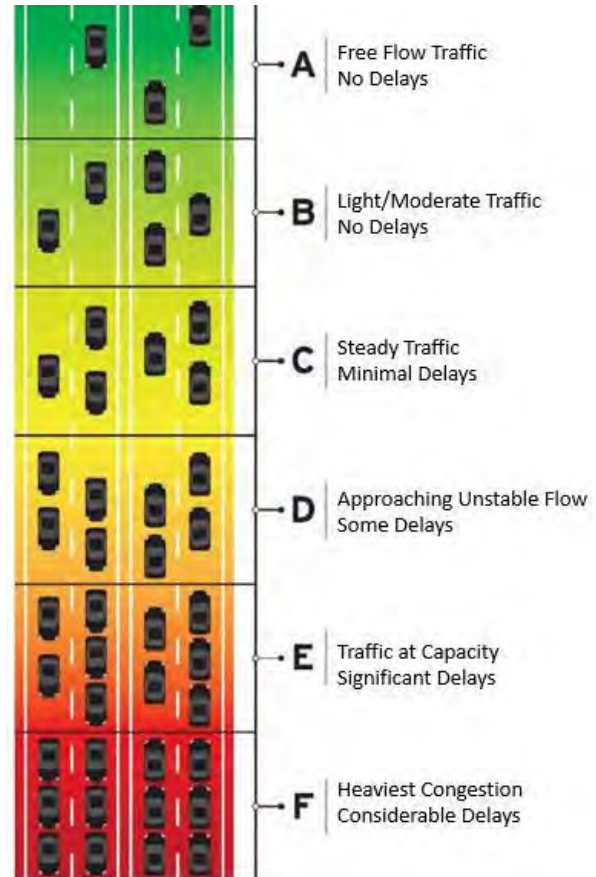 A
Free Flow Traffic
No Delays
B
Light/Moderate Traffic
No Delays
C
Steady Traffic
Minimal Delays
D
Approaching Unstable Flow
Some Delays
E
Traffic at Capacity
Significant Delays
F
Heaviest Congestion
Considerable Delays